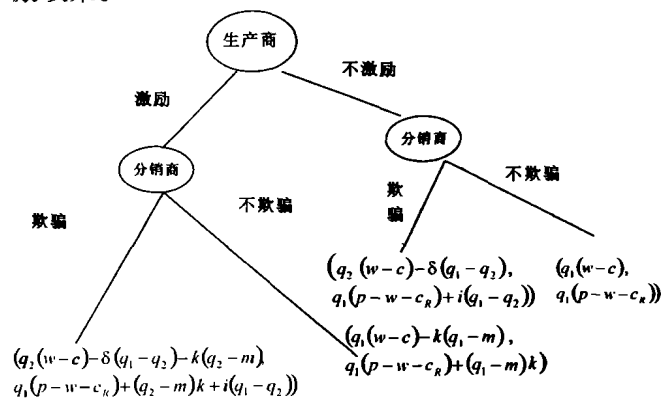 生产商
激励
不激励
分销商
分销商
欺骗
不欺骗
欺骗
不欺骗
(q₂(w-c)-δ(q₁-q₂),
q₁(p-w-c_R)+i(q₁-q₂))
(q₁(w-c),
q₁(p-w-c_R))
(q₂(w-c)-δ(q₁-q₂)-k(q₂-m),
q₁(p-w-c_R)+(q₂-m)k+i(q₁-q₂))
(q₁(w-c)-k(q₁-m),
q₁(p-w-c_R)+(q₁-m)k)